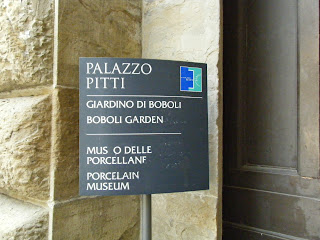 PALAZZO
PITTI
GIARDINO DI BOBOLI
BOBOLI GARDEN
MUS O DELLE
PORCELLANF
PORCELAIN
MUSEUM